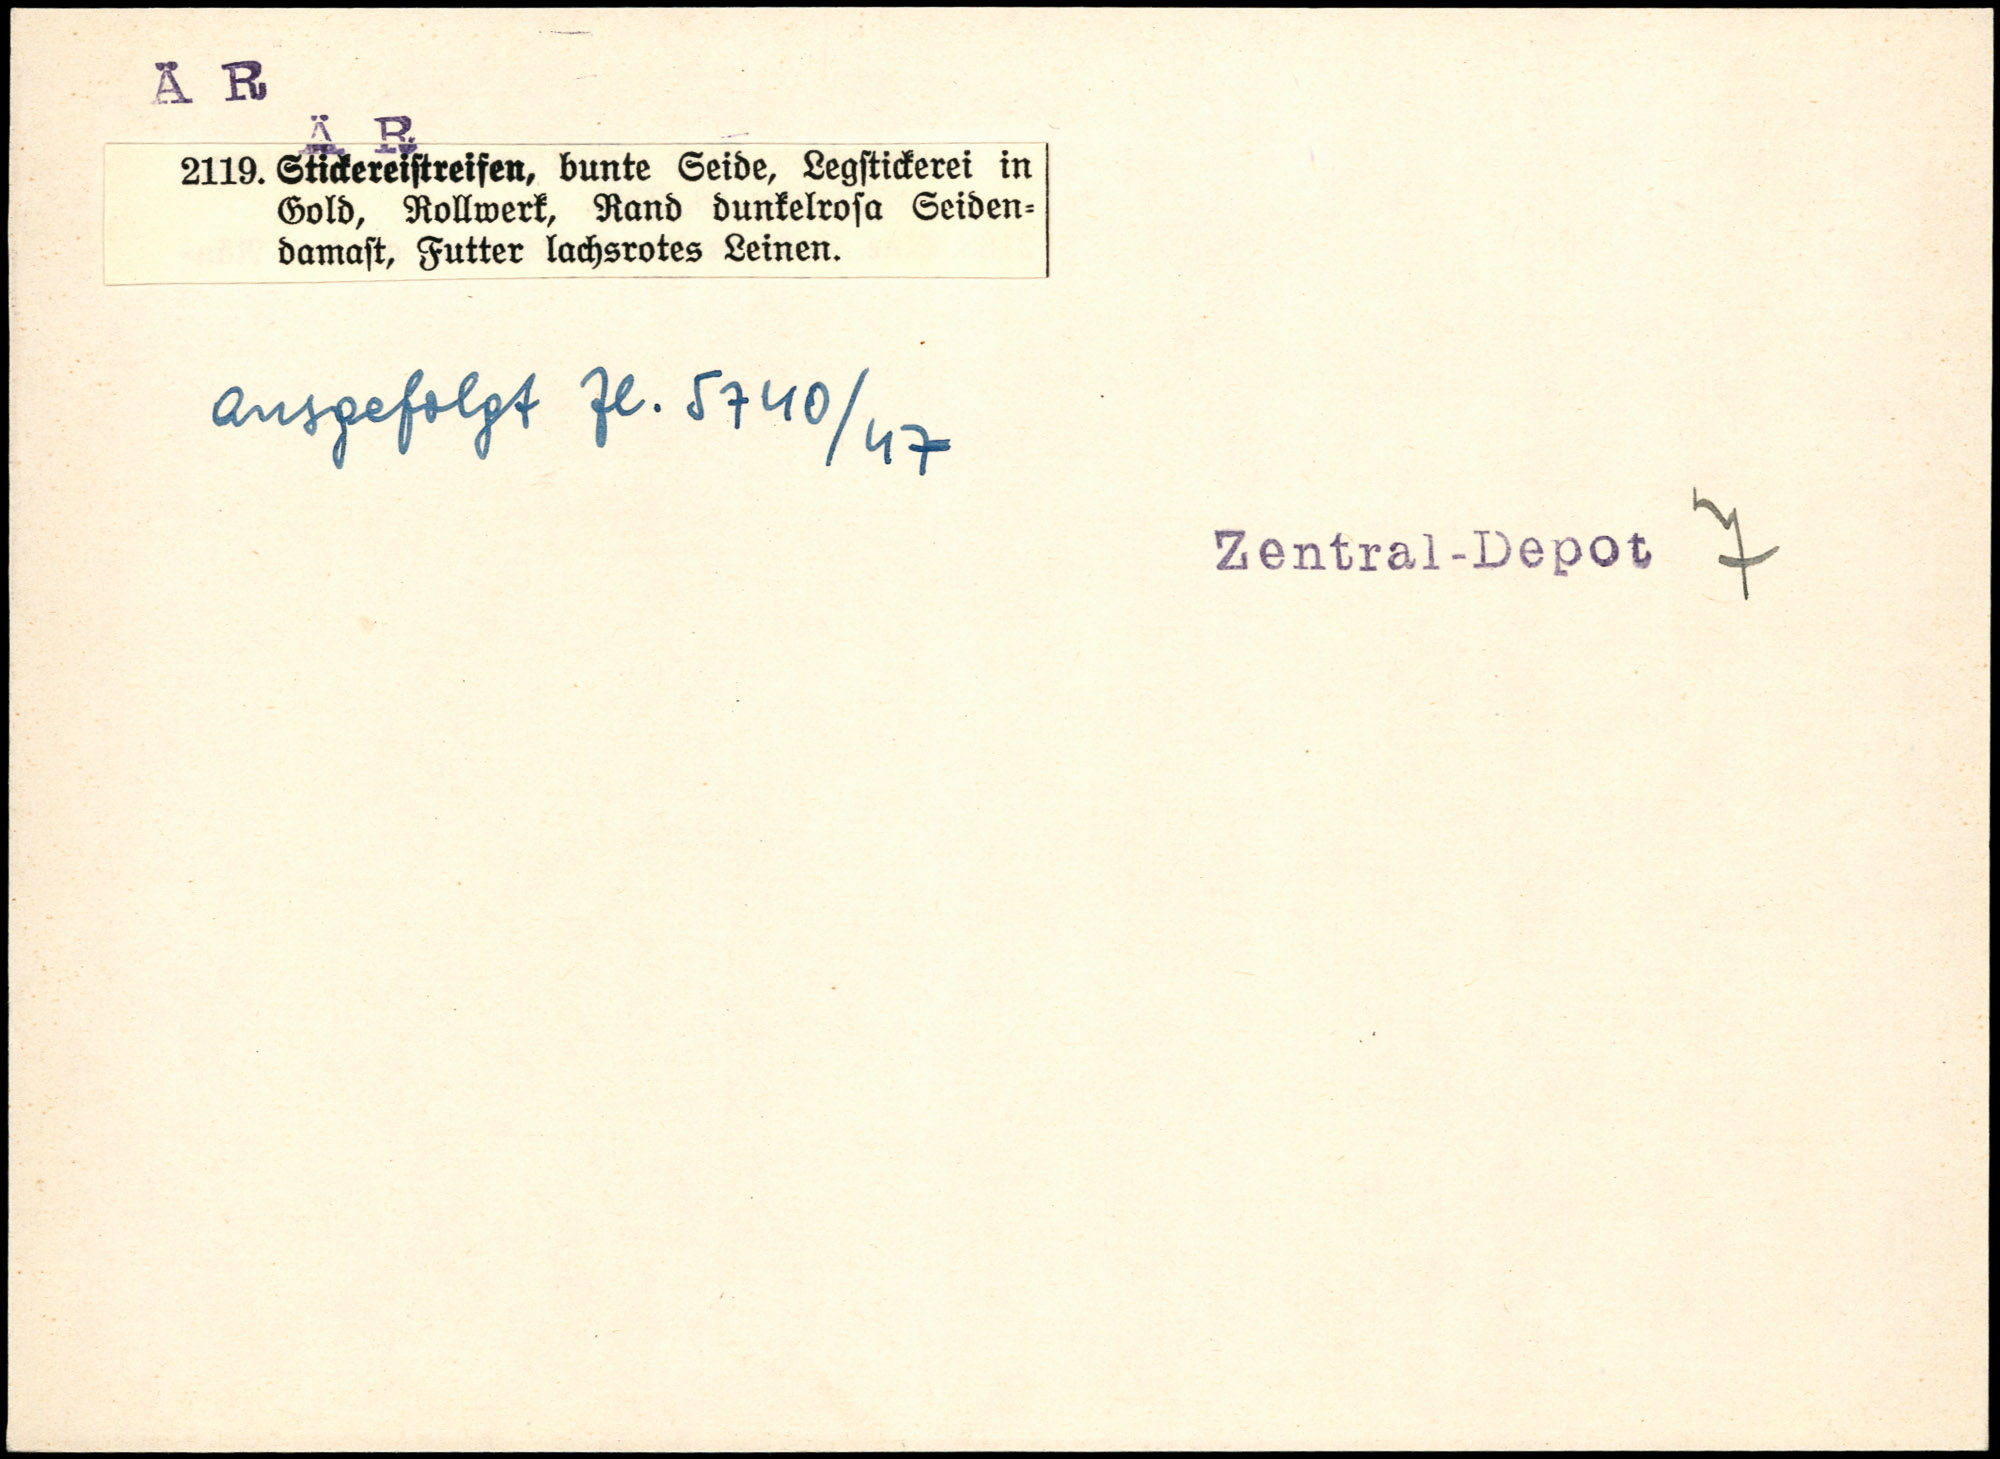 Ä R
Ä R
2119. Stickereistreifen, bunte Seide, Legstickerei in
Gold, Rollwerk, Rand dunkelrosa Seiden-
damast, Futter lachsrotes Leinen.
ausgefolgt Zl. 5740/47
Zentral-Depot 7